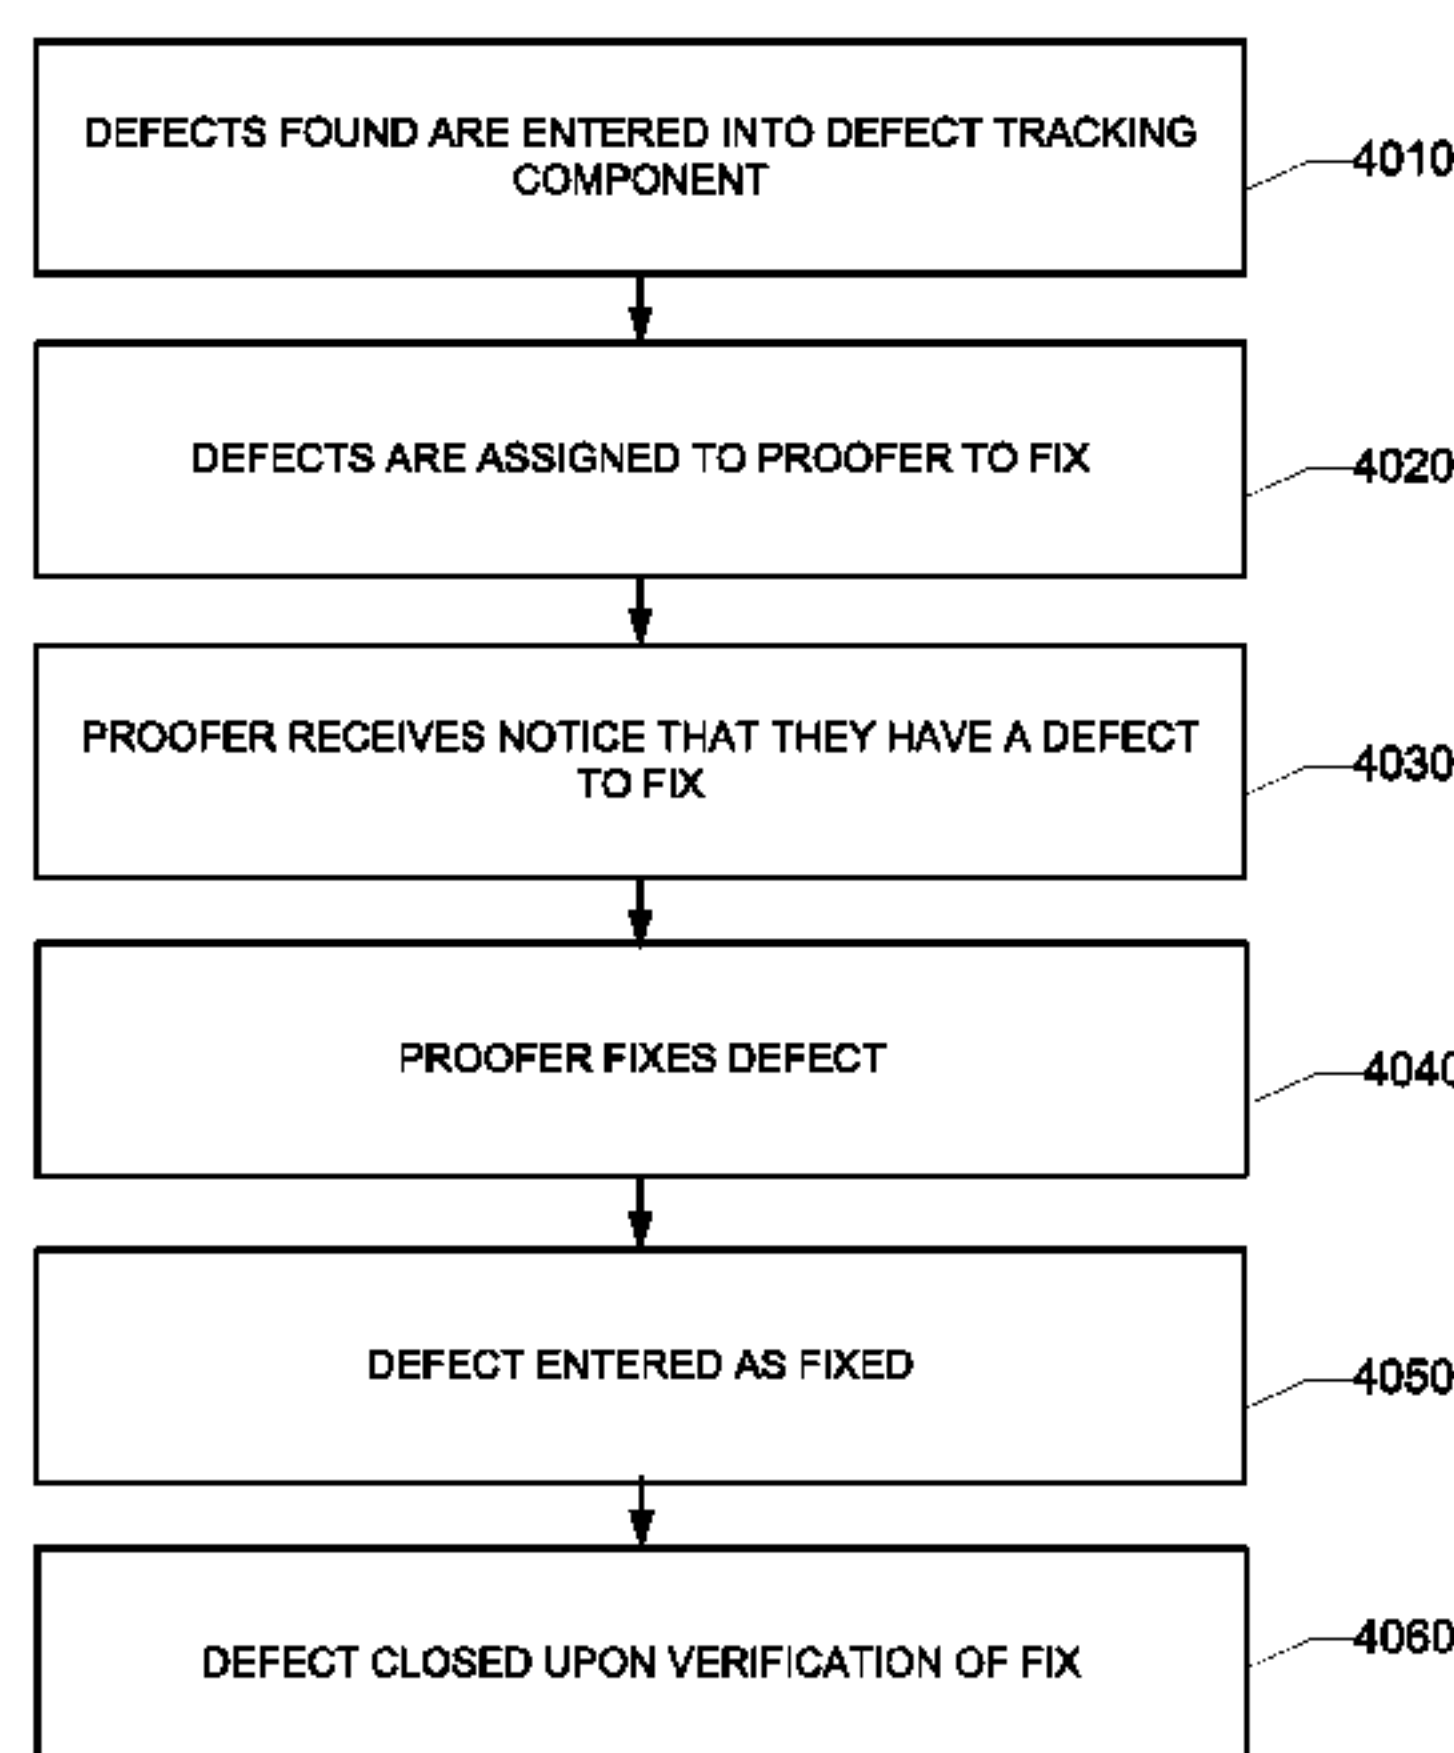 DEFECTS FOUND ARE ENTERED INTO DEFECT TRACKING
COMPONENT
4010
DEFECTS ARE ASSIGNED TO PROOFER TO FIX
4020
PROOFER RECEIVES NOTICE THAT THEY HAVE A DEFECT
TO FIX
4030
PROOFER FIXES DEFECT
4040
DEFECT ENTERED AS FIXED
4050
DEFECT CLOSED UPON VERIFICATION OF FIX
4060